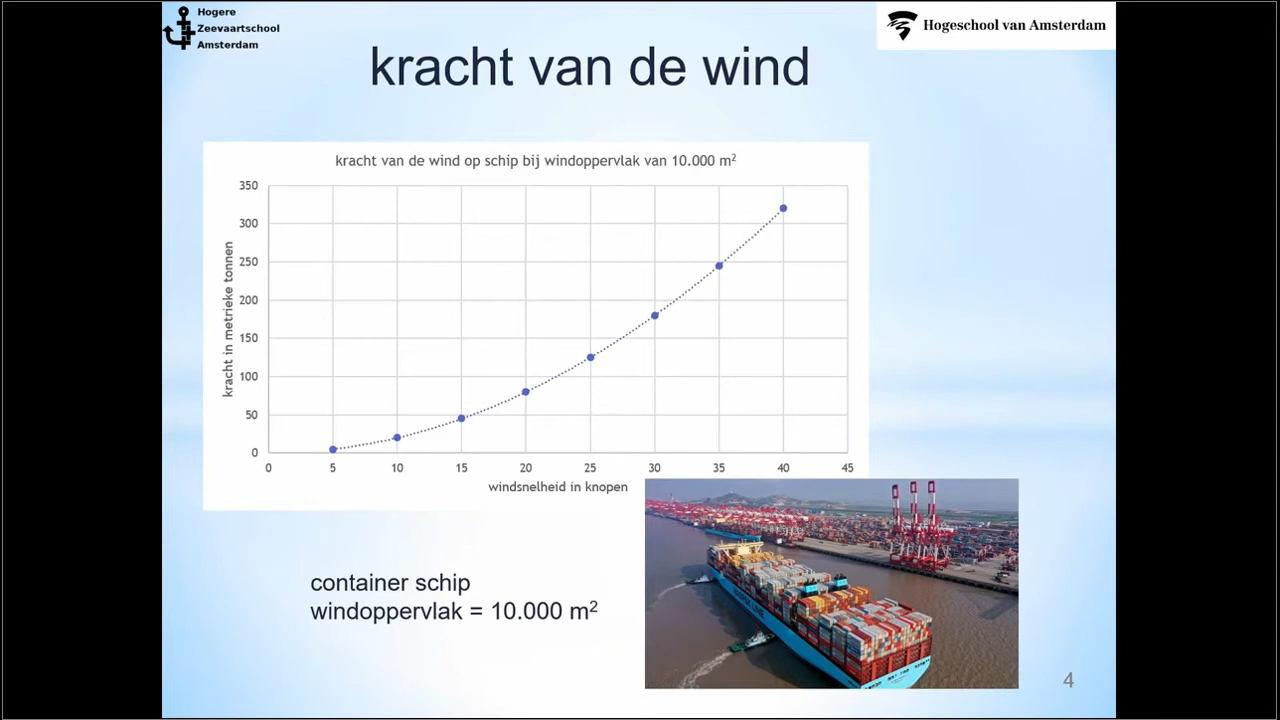 Hogere
Zeevaartschool
Amsterdam
Hogeschool van Amsterdam
kracht van de wind
kracht van de wind op schip bij windoppervlak van 10.000 m²
350
300
250
200
150
100
50
0
kracht in metrieke tonnen
0 5 10 15 20 25 30 35 40 45
windsnelheid in knopen
container schip
windoppervlak = 10.000 m²
4